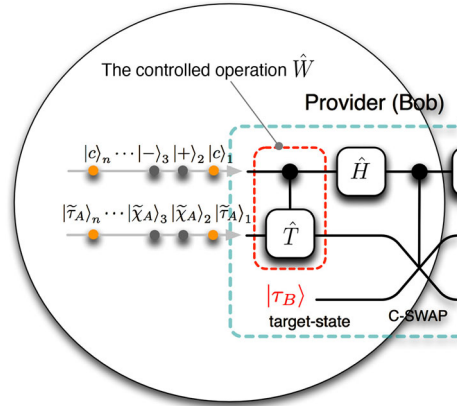 The controlled operation Ŵ
Provider (Bob)
|c⟩ₙ ⋯ |−⟩₃ |+⟩₂ |c⟩₁
Ĥ
|τ̃_A⟩ₙ ⋯ |χ̃_A⟩₃ |χ̃_A⟩₂ |τ̃_A⟩₁
T̂
|τ_B⟩
target-state
C-SWAP